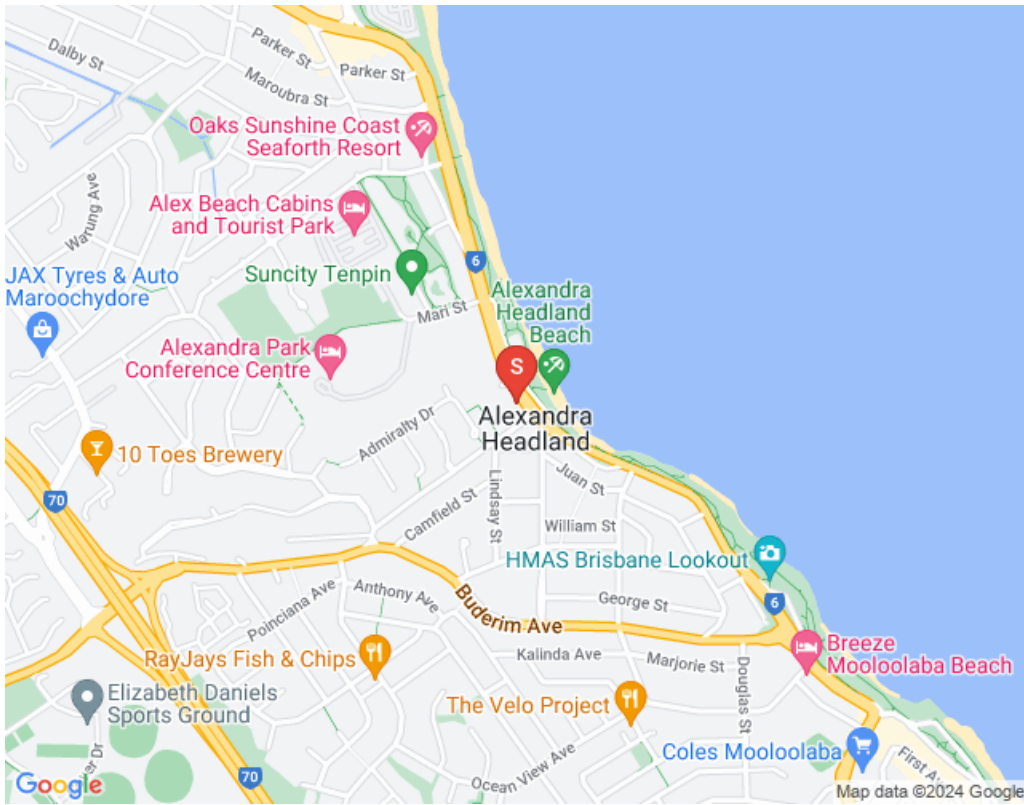 Parker St
Dalby St
Parker St
Maroubra St
Oaks Sunshine Coast
Seaforth Resort
Warung Ave
Alex Beach Cabins
and Tourist Park
6
JAX Tyres & Auto
Maroochydore
Suncity Tenpin
Alexandra
Headland
Beach
Mari St
Alexandra Park
Conference Centre
S
Alexandra
Headland
Admiralty Dr
10 Toes Brewery
70
Juan St
Lindsay St
Camfield St
William St
HMAS Brisbane Lookout
Poinciana Ave
Anthony Ave
Buderim Ave
George St
6
RayJays Fish & Chips
Kalinda Ave
Marjorie St
Breeze
Mooloolaba Beach
Douglas St
Elizabeth Daniels
Sports Ground
The Velo Project
Coles Mooloolaba
First
Ocean View Ave
70
Dr
Google
Map data ©2024 Google